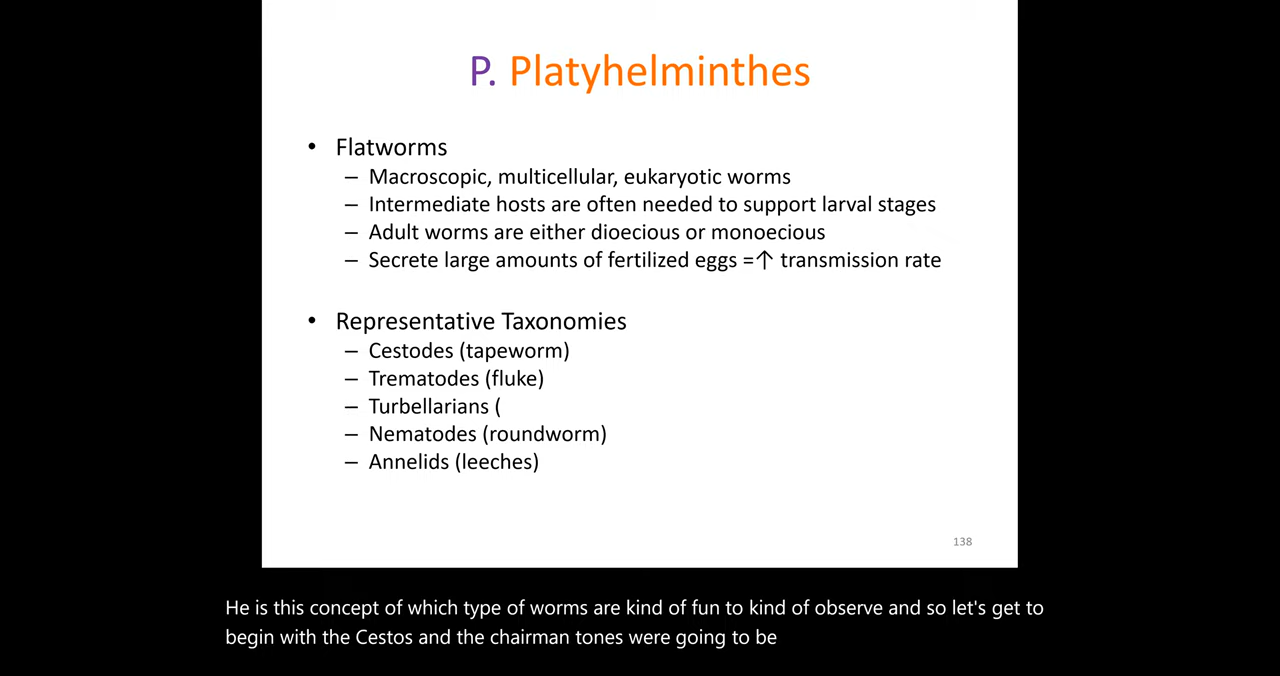 P. Platyhelminthes
• Flatworms
– Macroscopic, multicellular, eukaryotic worms
– Intermediate hosts are often needed to support larval stages
– Adult worms are either dioecious or monoecious
– Secrete large amounts of fertilized eggs =↑ transmission rate
• Representative Taxonomies
– Cestodes (tapeworm)
– Trematodes (fluke)
– Turbellarians (
– Nematodes (roundworm)
– Annelids (leeches)
138
He is this concept of which type of worms are kind of fun to kind of observe and so let's get to
begin with the Cestos and the chairman tones were going to be